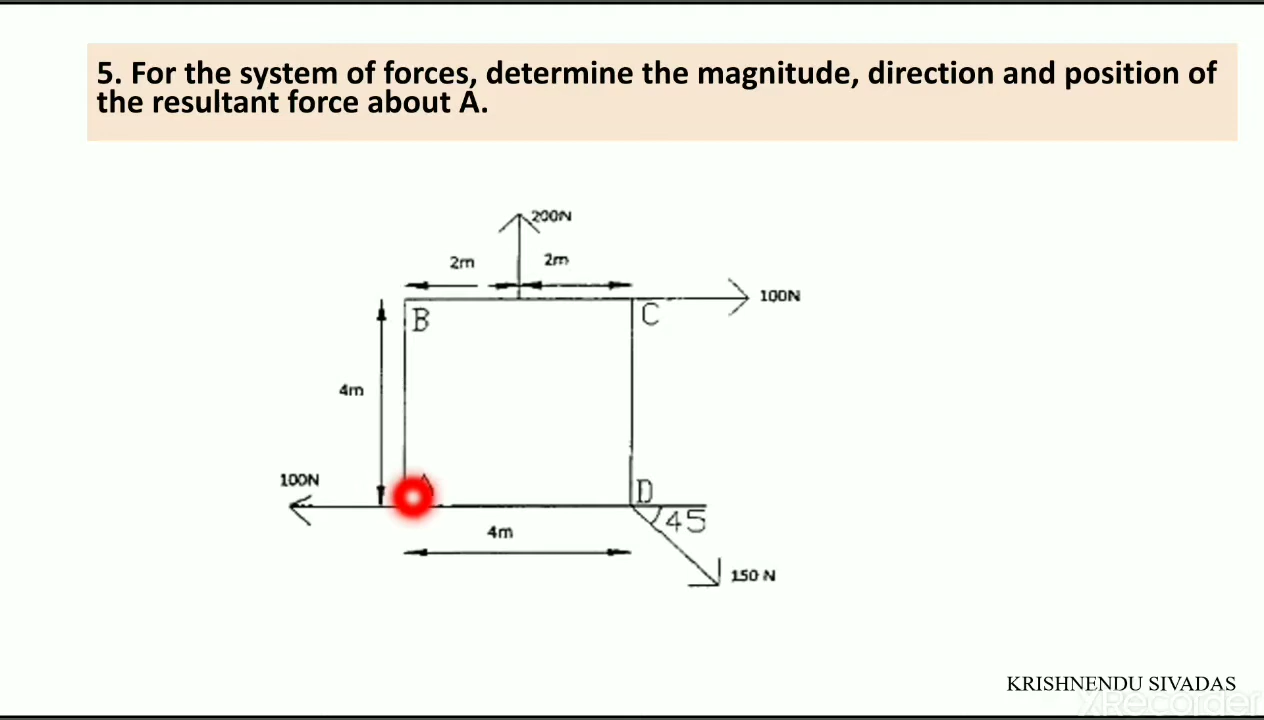 5. For the system of forces, determine the magnitude, direction and position of
the resultant force about A.
200N
2m
2m
100N
B
C
4m
100N
D
45
4m
150 N
KRISHNENDU SIVADAS
XRecorder